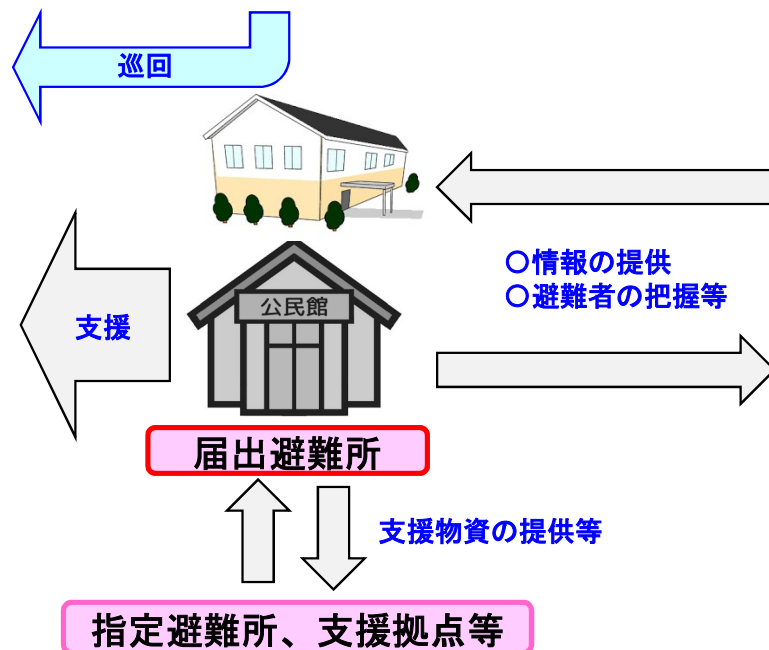 巡回
○情報の提供
○避難者の把握等
公民館
支援
届出避難所
支援物資の提供等
指定避難所、支援拠点等